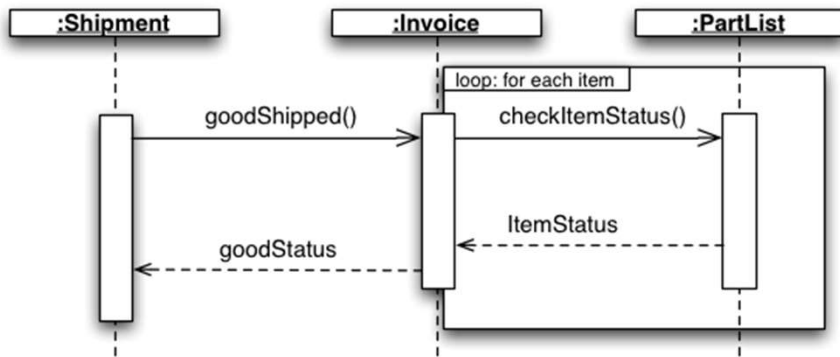 :Shipment
:Invoice
:PartList
loop: for each item
goodShipped()
checkItemStatus()
ItemStatus
goodStatus